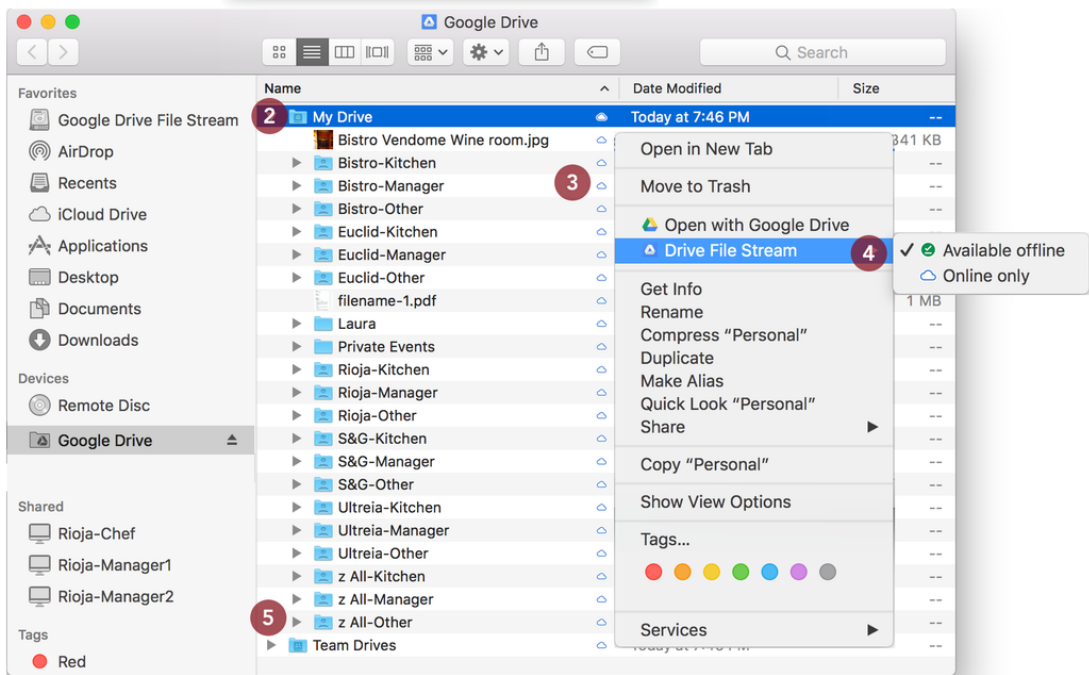 Google Drive
Search
Favorites
Google Drive File Stream
AirDrop
Recents
iCloud Drive
Applications
Desktop
Documents
Downloads
Devices
Remote Disc
Google Drive
Shared
Rioja-Chef
Rioja-Manager1
Rioja-Manager2
Tags
Red
Name Date Modified Size
2 My Drive Today at 7:46 PM --
Bistro Vendome Wine room.jpg 341 KB
Bistro-Kitchen --
3 Bistro-Manager --
Bistro-Other --
Euclid-Kitchen --
Euclid-Manager
Euclid-Other
filename-1.pdf 1 MB
Laura --
Private Events --
Rioja-Kitchen --
Rioja-Manager --
Rioja-Other --
S&G-Kitchen --
S&G-Manager --
S&G-Other --
Ultreia-Kitchen --
Ultreia-Manager --
Ultreia-Other --
z All-Kitchen --
z All-Manager --
5 z All-Other --
Team Drives --
Open in New Tab
Move to Trash
Open with Google Drive
Drive File Stream 4
Get Info
Rename
Compress “Personal”
Duplicate
Make Alias
Quick Look “Personal”
Share
Copy “Personal”
Show View Options
Tags...
Services
Available offline
Online only